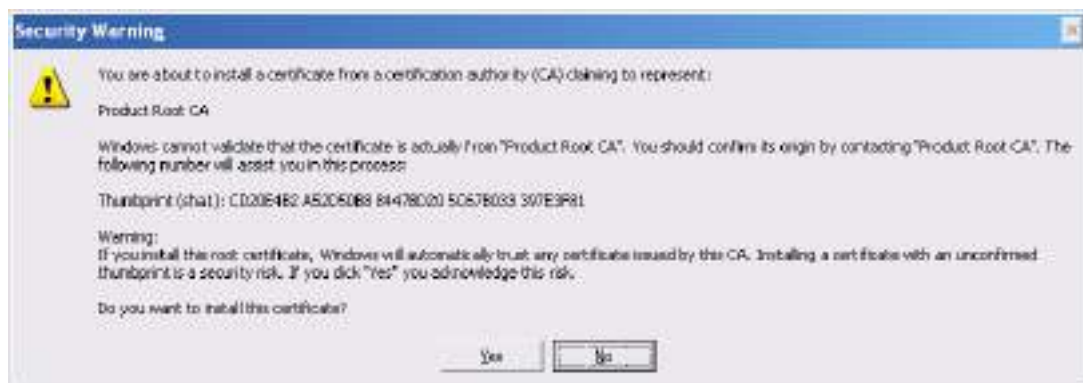 Security Warning
You are about to install a certificate from a certification authority (CA) claiming to represent:
Product Root CA
Windows cannot validate that the certificate is actually from "Product Root CA". You should confirm its origin by contacting "Product Root CA". The
following number will assist you in this process:
Thumbprint (sha1):
Warning:
If you install this root certificate, Windows will automatically trust any certificate issued by this CA. Installing a certificate with an unconfirmed
thumbprint is a security risk. If you click "Yes" you acknowledge this risk.
Do you want to install this certificate?
Yes No